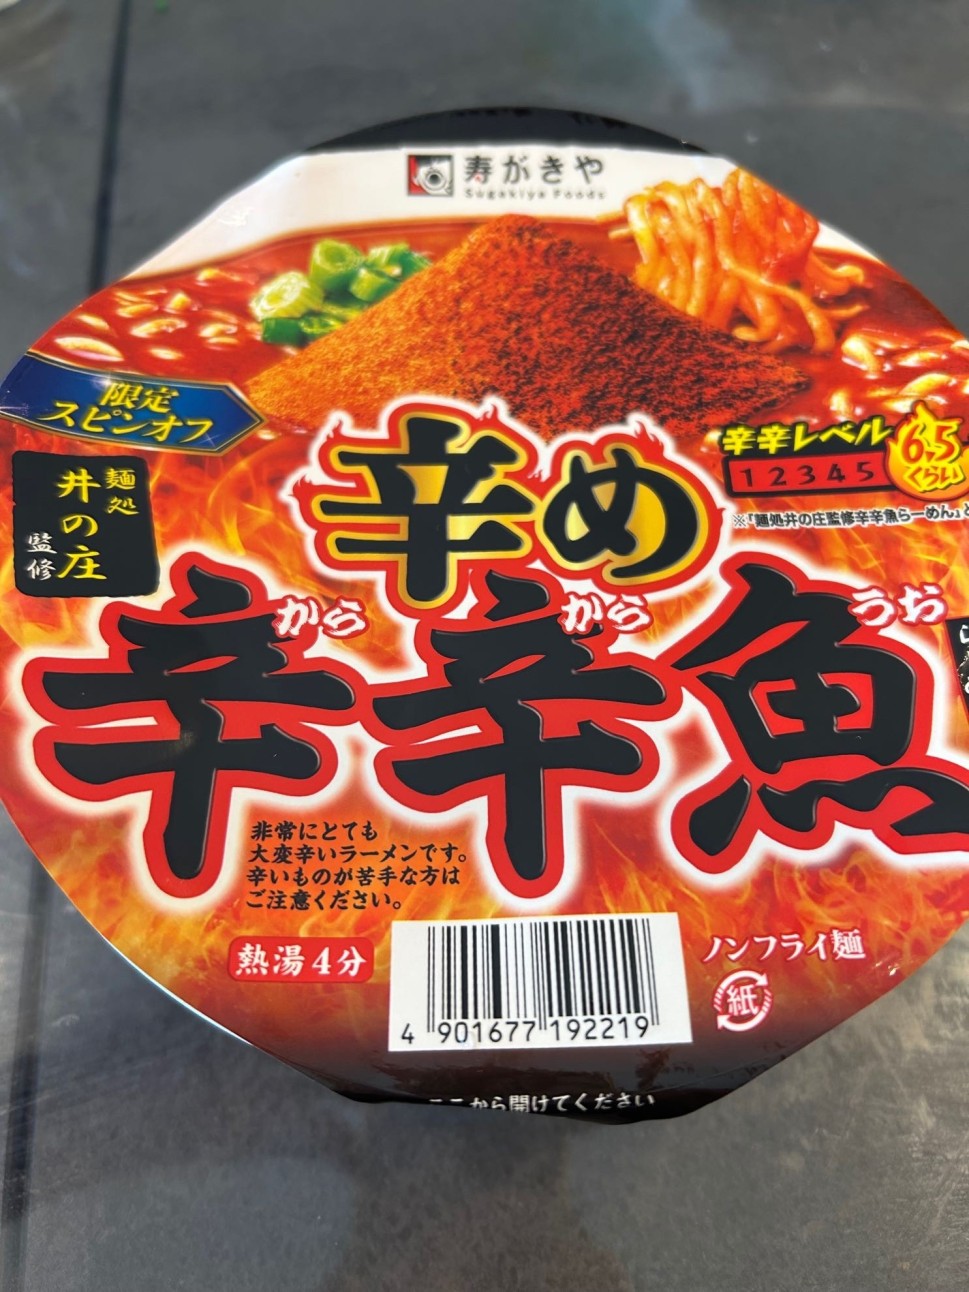 寿がきや
Sugakiya Foods
限定
スピンオフ
麺処
井の庄
監修
辛め
辛辛レベル
1 2 3 4 5
6.5
くらい
※「麺処井の庄監修辛辛魚らーめん」と
から から うお
辛辛魚
非常にとても
大変辛いラーメンです。
辛いものが苦手な方は
ご注意ください。
熱湯4分
ノンフライ麺
紙
4 901677 192219
ここから開けてください